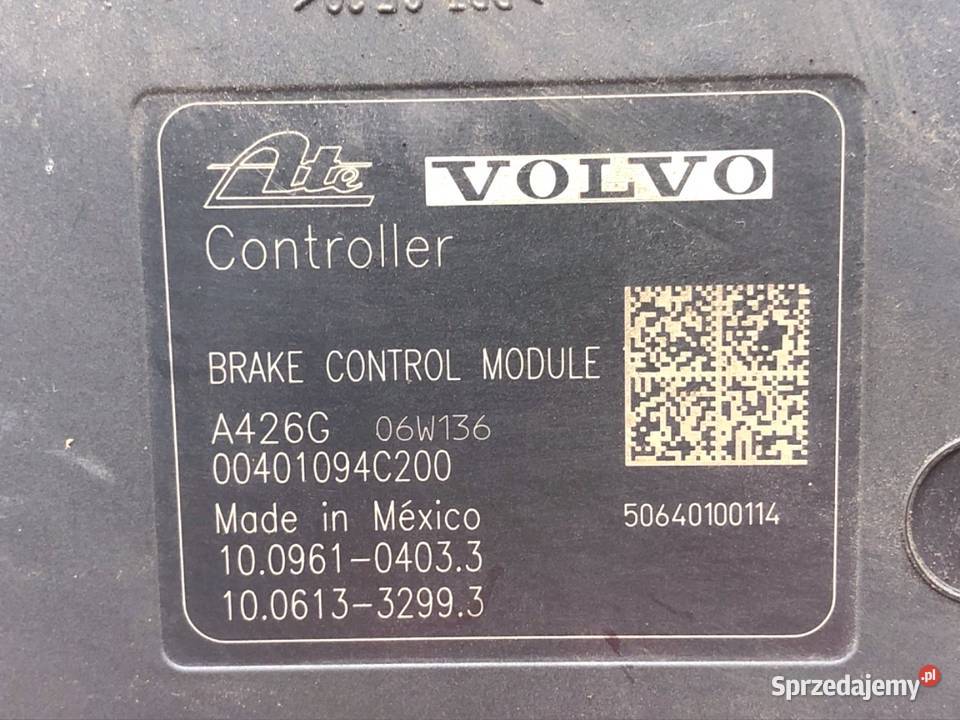 Ate VOLVO
Controller
BRAKE CONTROL MODULE
A426G 06W136
00401094C200
Made in México 50640100114
10.0961-0403.3
10.0613-3299.3
Sprzedajemy.pl